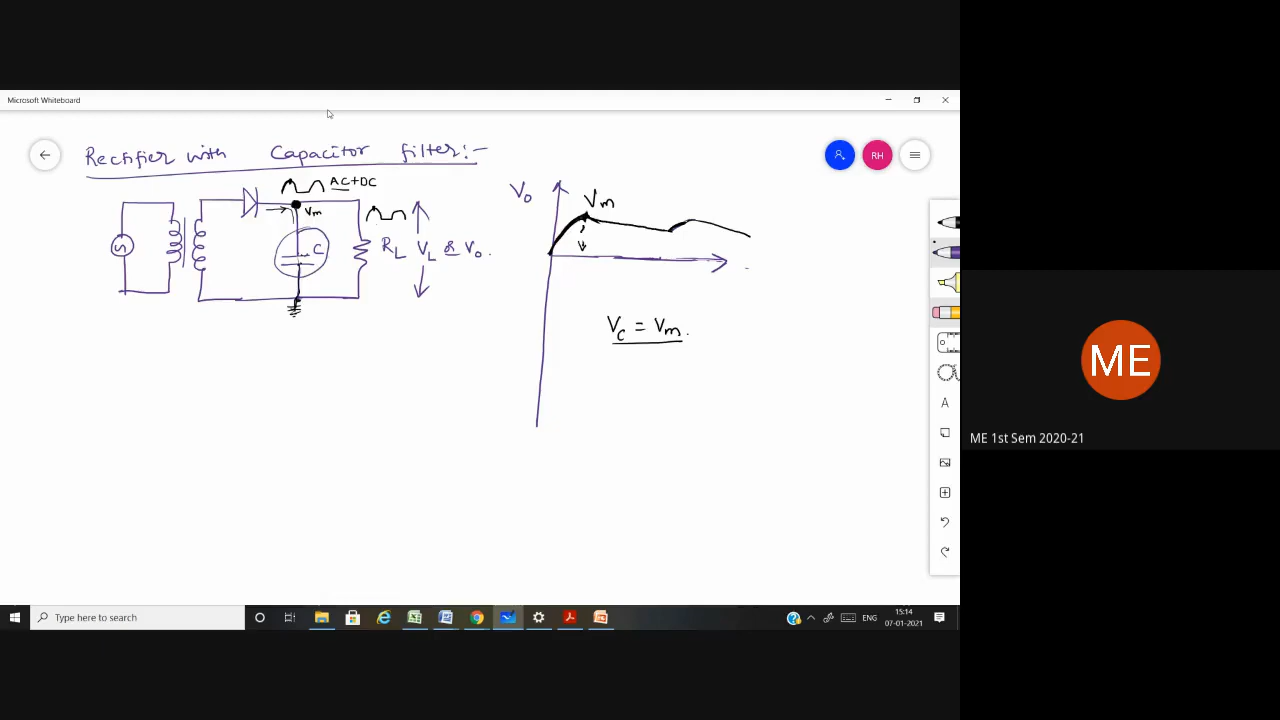 Microsoft Whiteboard
Rectifier with Capacitor filter:-
RH
AC+DC
Vm
S
C
RL VL & Vo.
Vo
Vm
Vc = Vm.
A
ME
ME 1st Sem 2020-21
Type here to search
ENG
15:14
07-01-2021